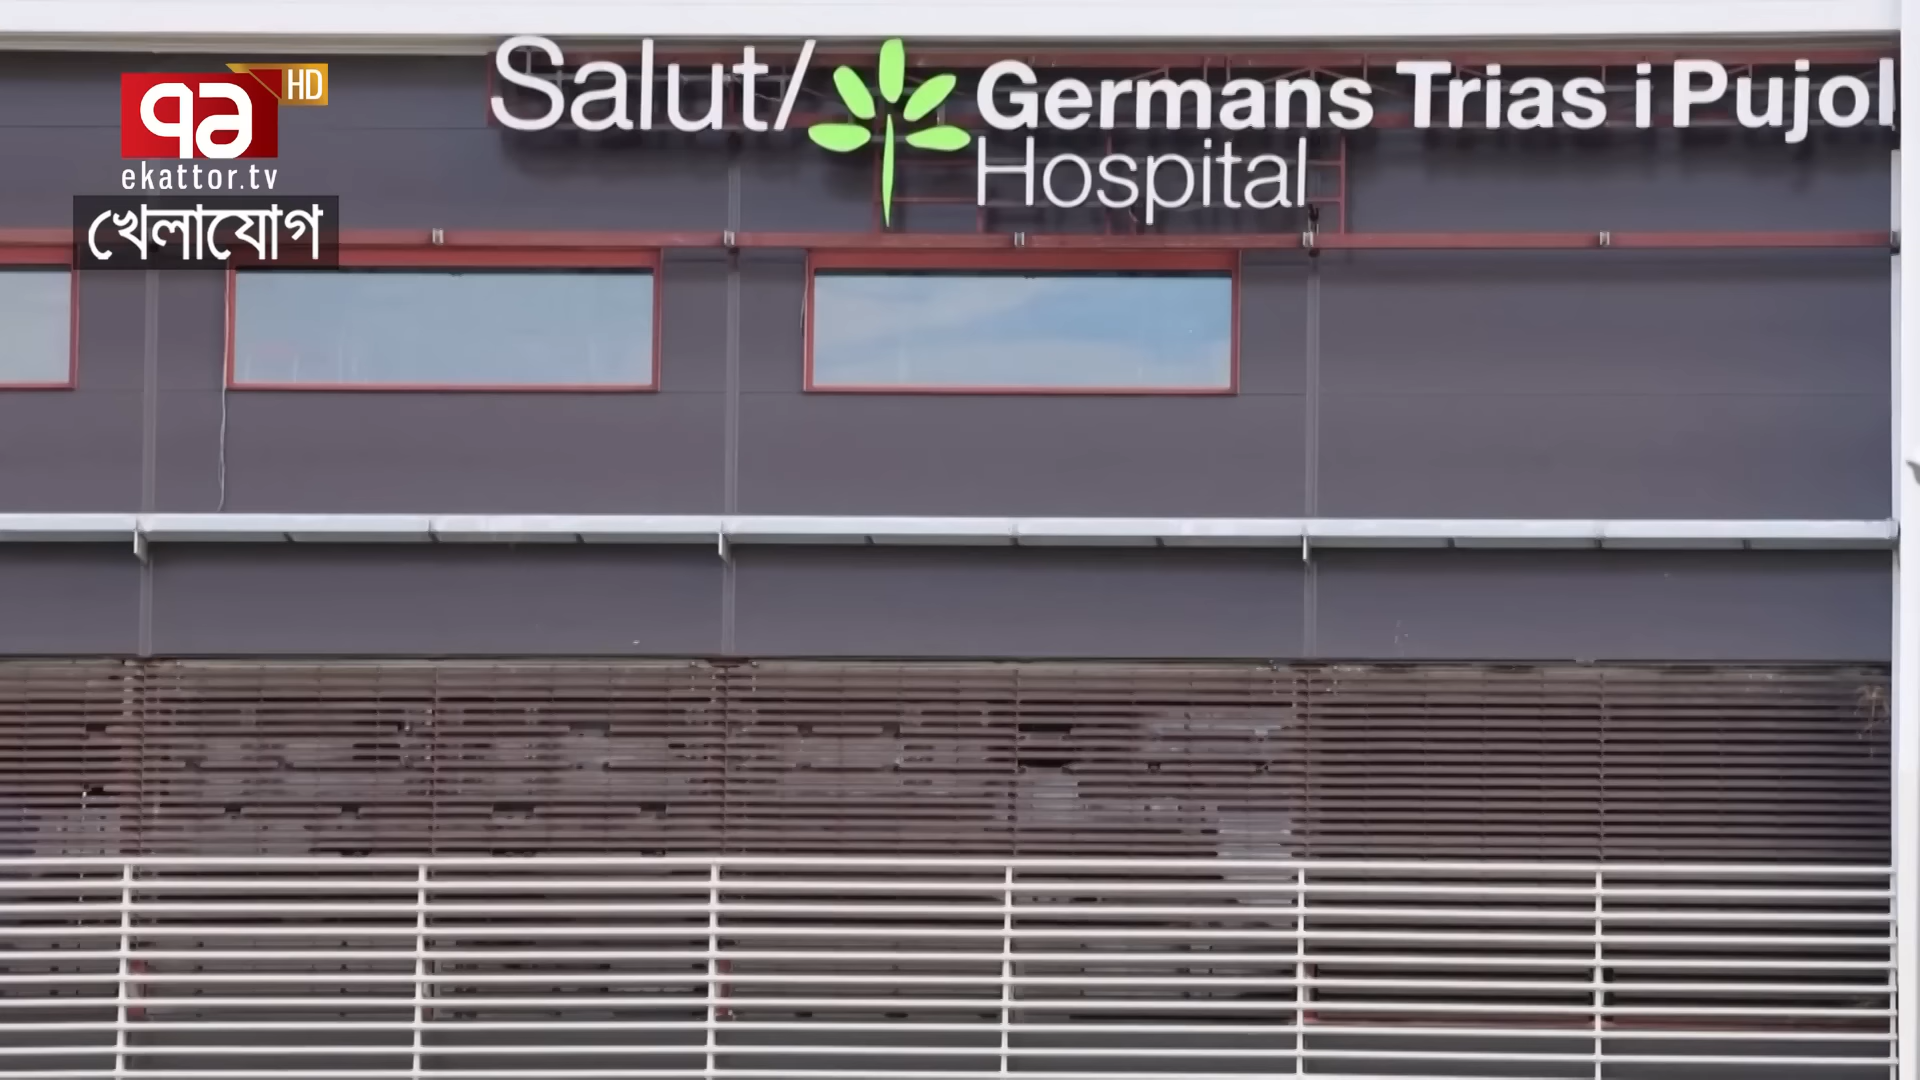 Salut/ Germans Trias i Pujol
Hospital
৭১ HD
ekattor.tv
খেলাযোগ